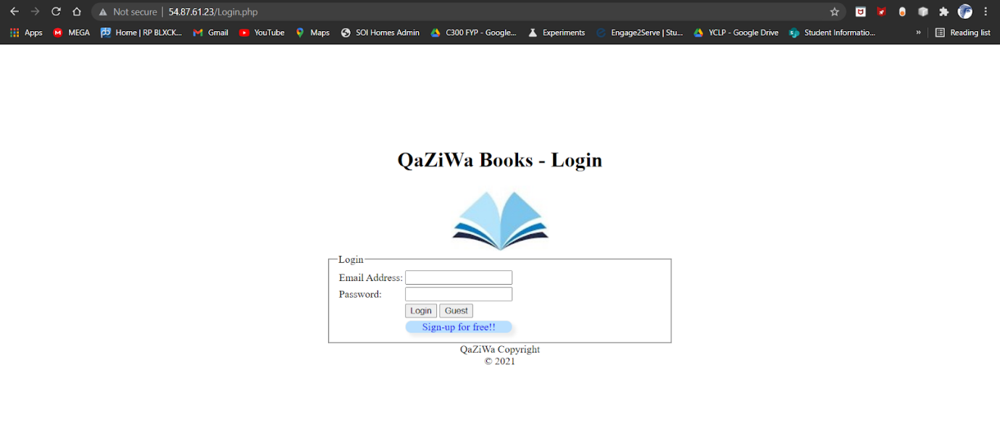 Not secure | 54.87.61.23/Login.php
Apps MEGA Home | RP BLXCK... Gmail YouTube Maps SOI Homes Admin C300 FYP - Google... Experiments Engage2Serve | Stu... YCLP - Google Drive Student Informatio... » Reading list
QaZiWa Books - Login
Login
Email Address:
Password:
Login Guest
Sign-up for free!!
QaZiWa Copyright
© 2021